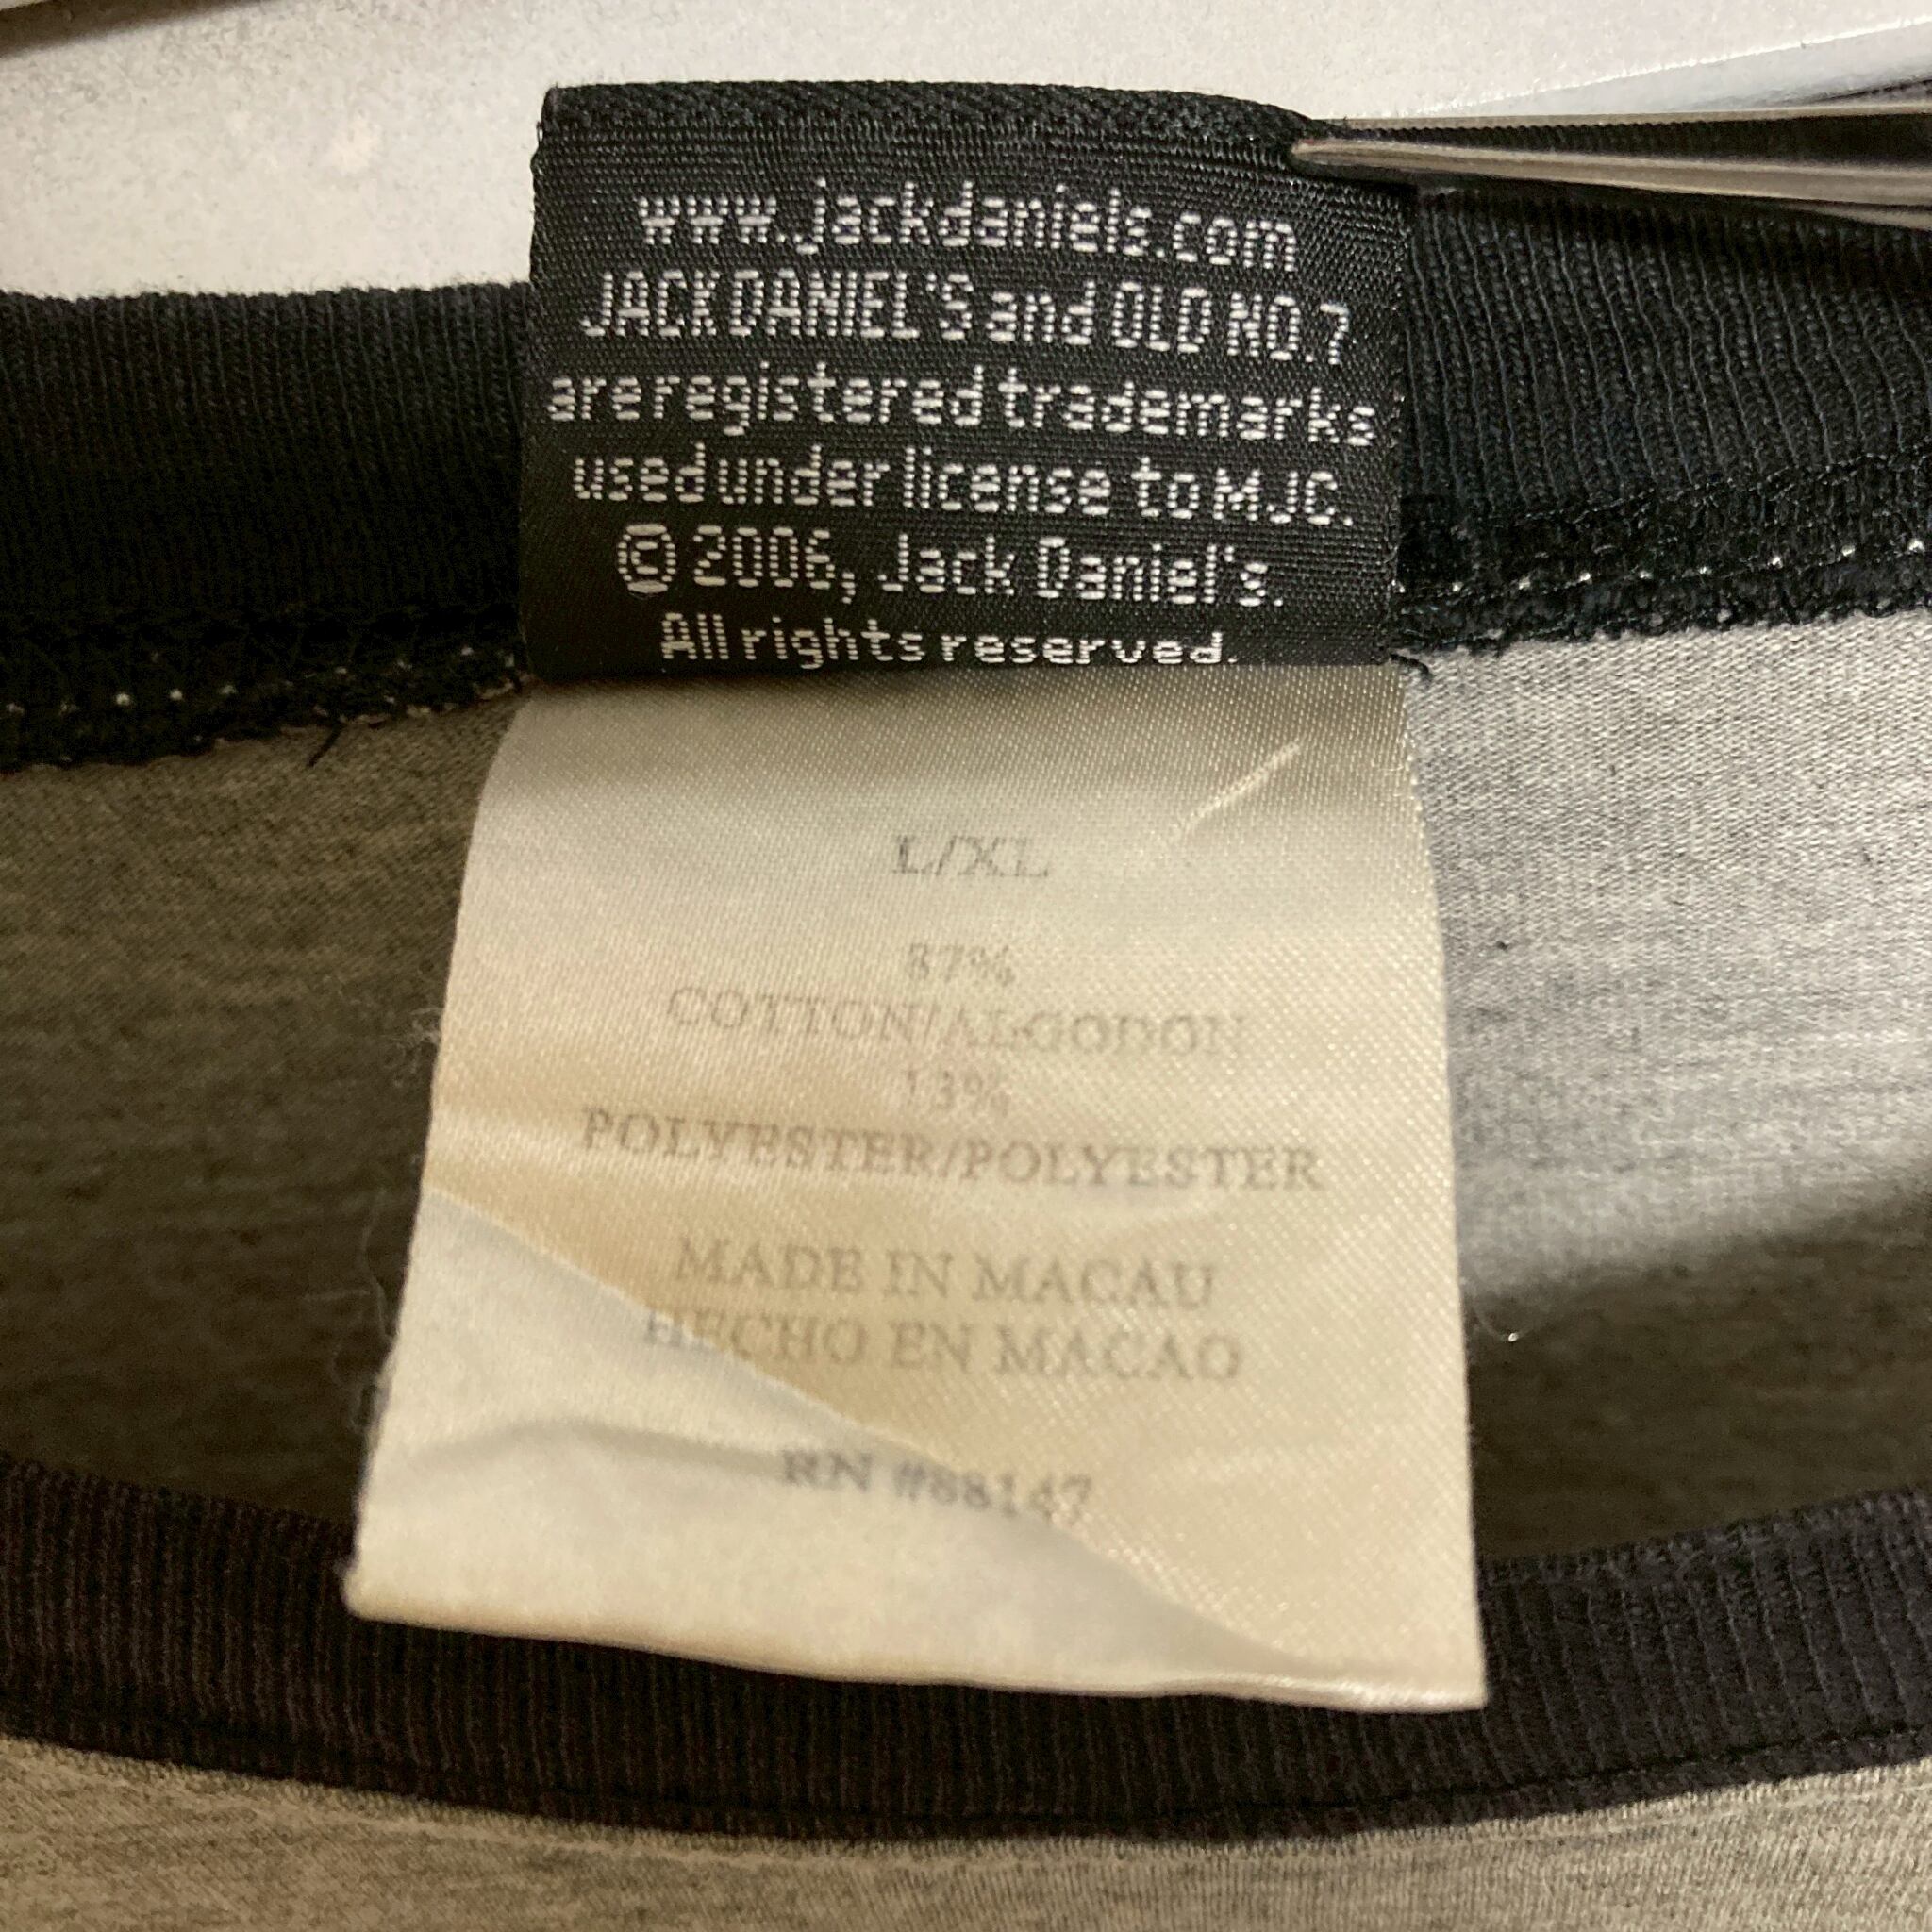 www.jackdaniels.com
JACK DANIEL'S and OLD NO. 7
are registered trademarks
used under license to MJC.
© 2006, Jack Daniel's.
All rights reserved.
L/XL
87%
COTTON/ALGODON
13%
POLYESTER/POLYESTER
MADE IN MACAU
HECHO EN MACAO
RN #88147